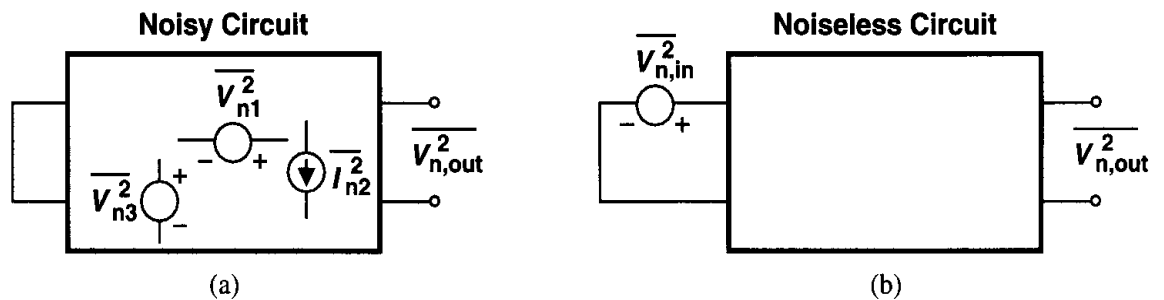 Noisy Circuit
Noiseless Circuit
V²n1
V²n3
I²n2
V²n,out
V²n,in
V²n,out
− +
+
−
− +
(a)
(b)